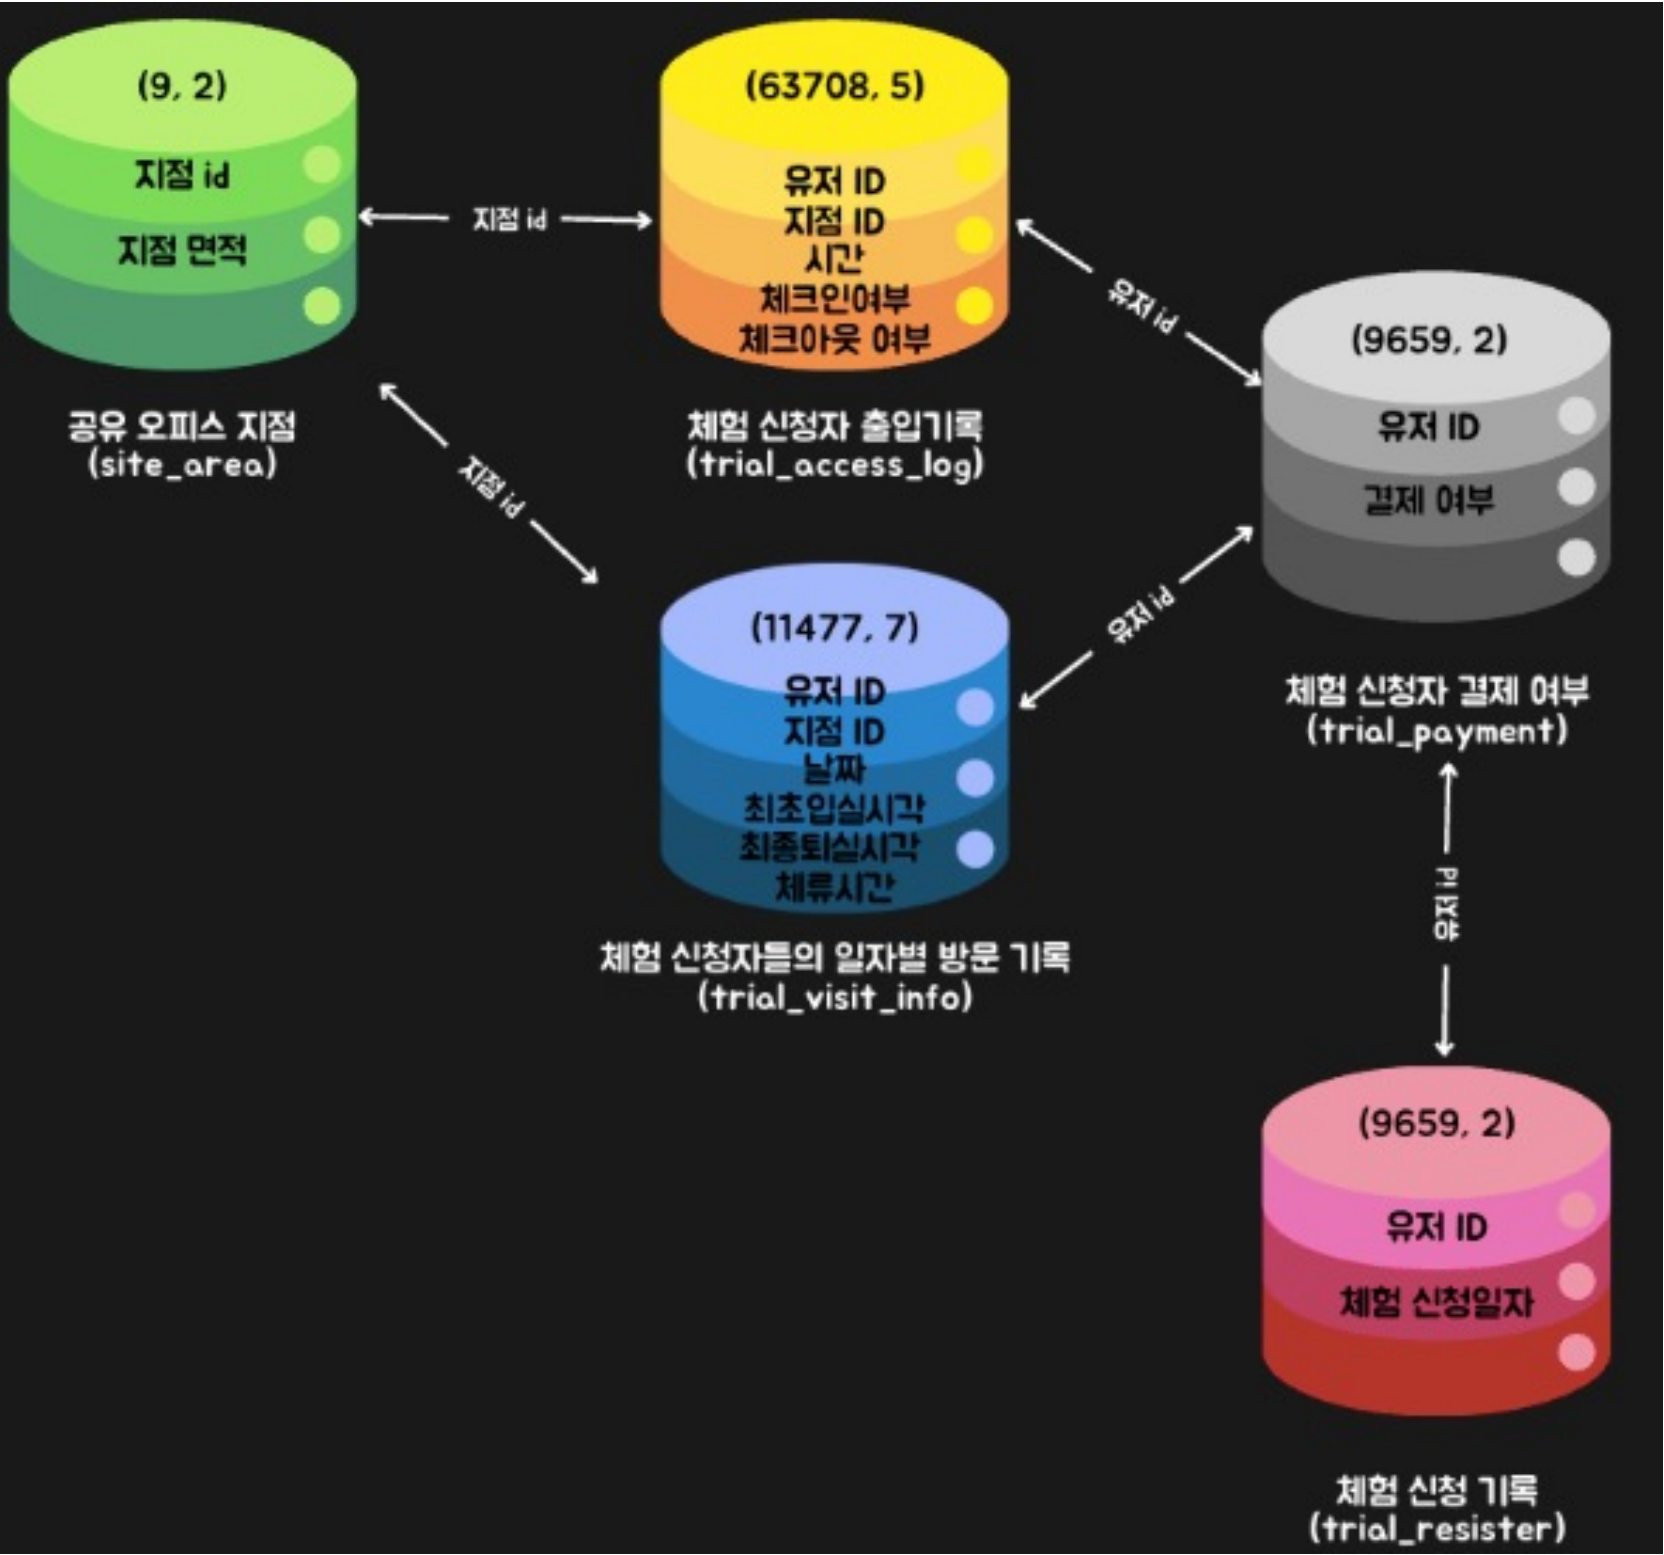 (9, 2)
지점 id
지점 면적
공유 오피스 지점
(site_area)
지점 id
(63708, 5)
유저 ID
지점 ID
시간
체크인여부
체크아웃 여부
체험 신청자 출입기록
(trial_access_log)
유저 id
지점 id
(9659, 2)
유저 ID
결제 여부
체험 신청자 결제 여부
(trial_payment)
(11477, 7)
유저 ID
지점 ID
날짜
최초입실시각
최종퇴실시각
체류시간
체험 신청자들의 일자별 방문 기록
(trial_visit_info)
유저 id
유저 id
(9659, 2)
유저 ID
체험 신청일자
체험 신청 기록
(trial_resister)